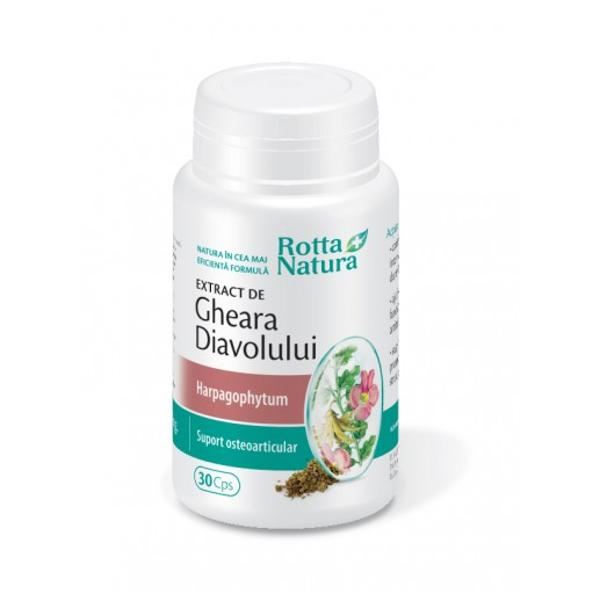 NATURA ÎN CEA MAI
EFICIENTĂ FORMULĂ
Rotta
Natura
EXTRACT DE
Gheara
Diavolului
Harpagophytum
Suport osteoarticular
30 Cps